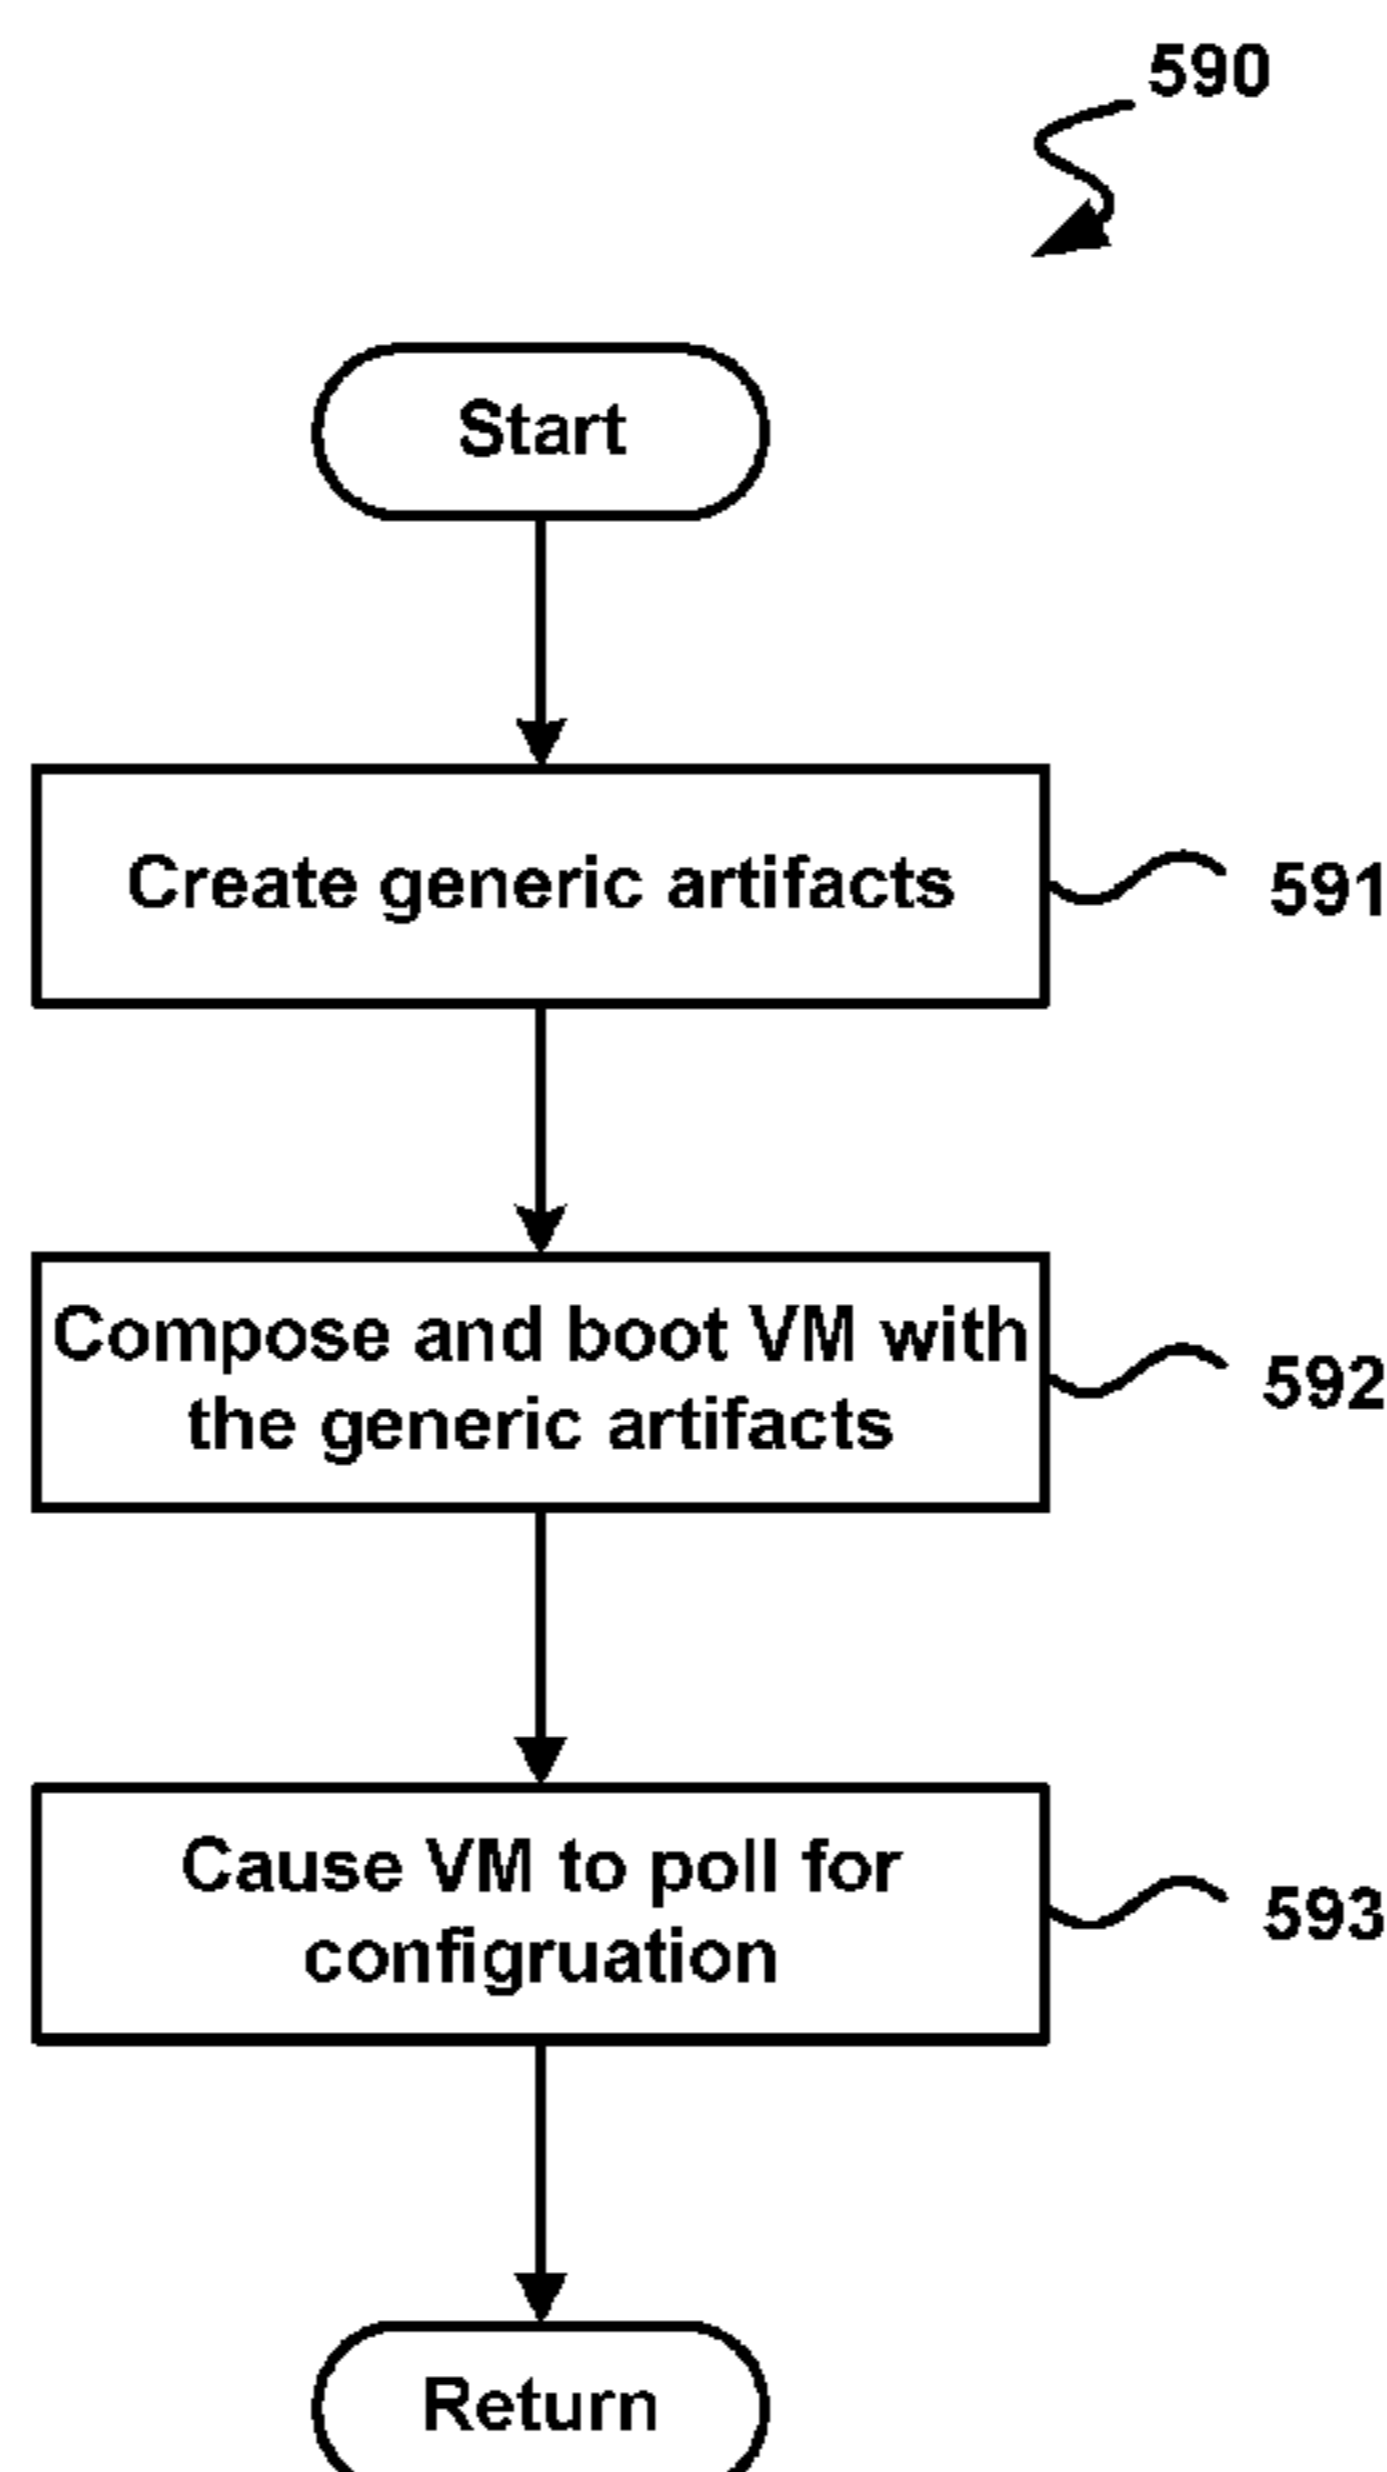 590
Start
Create generic artifacts
591
Compose and boot VM with
the generic artifacts
592
Cause VM to poll for
configruation
593
Return